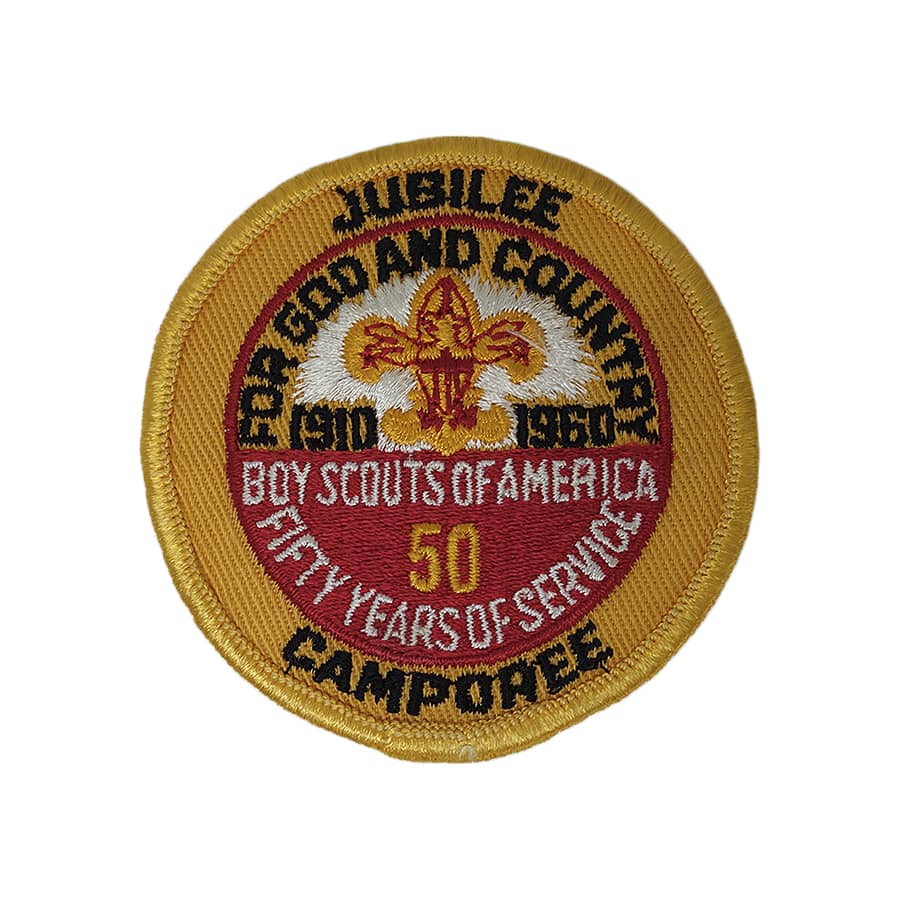 JUBILEE
FOR GOD AND COUNTRY
1910 1960
BOY SCOUTS OF AMERICA
50
FIFTY YEARS OF SERVICE
CAMPOREE